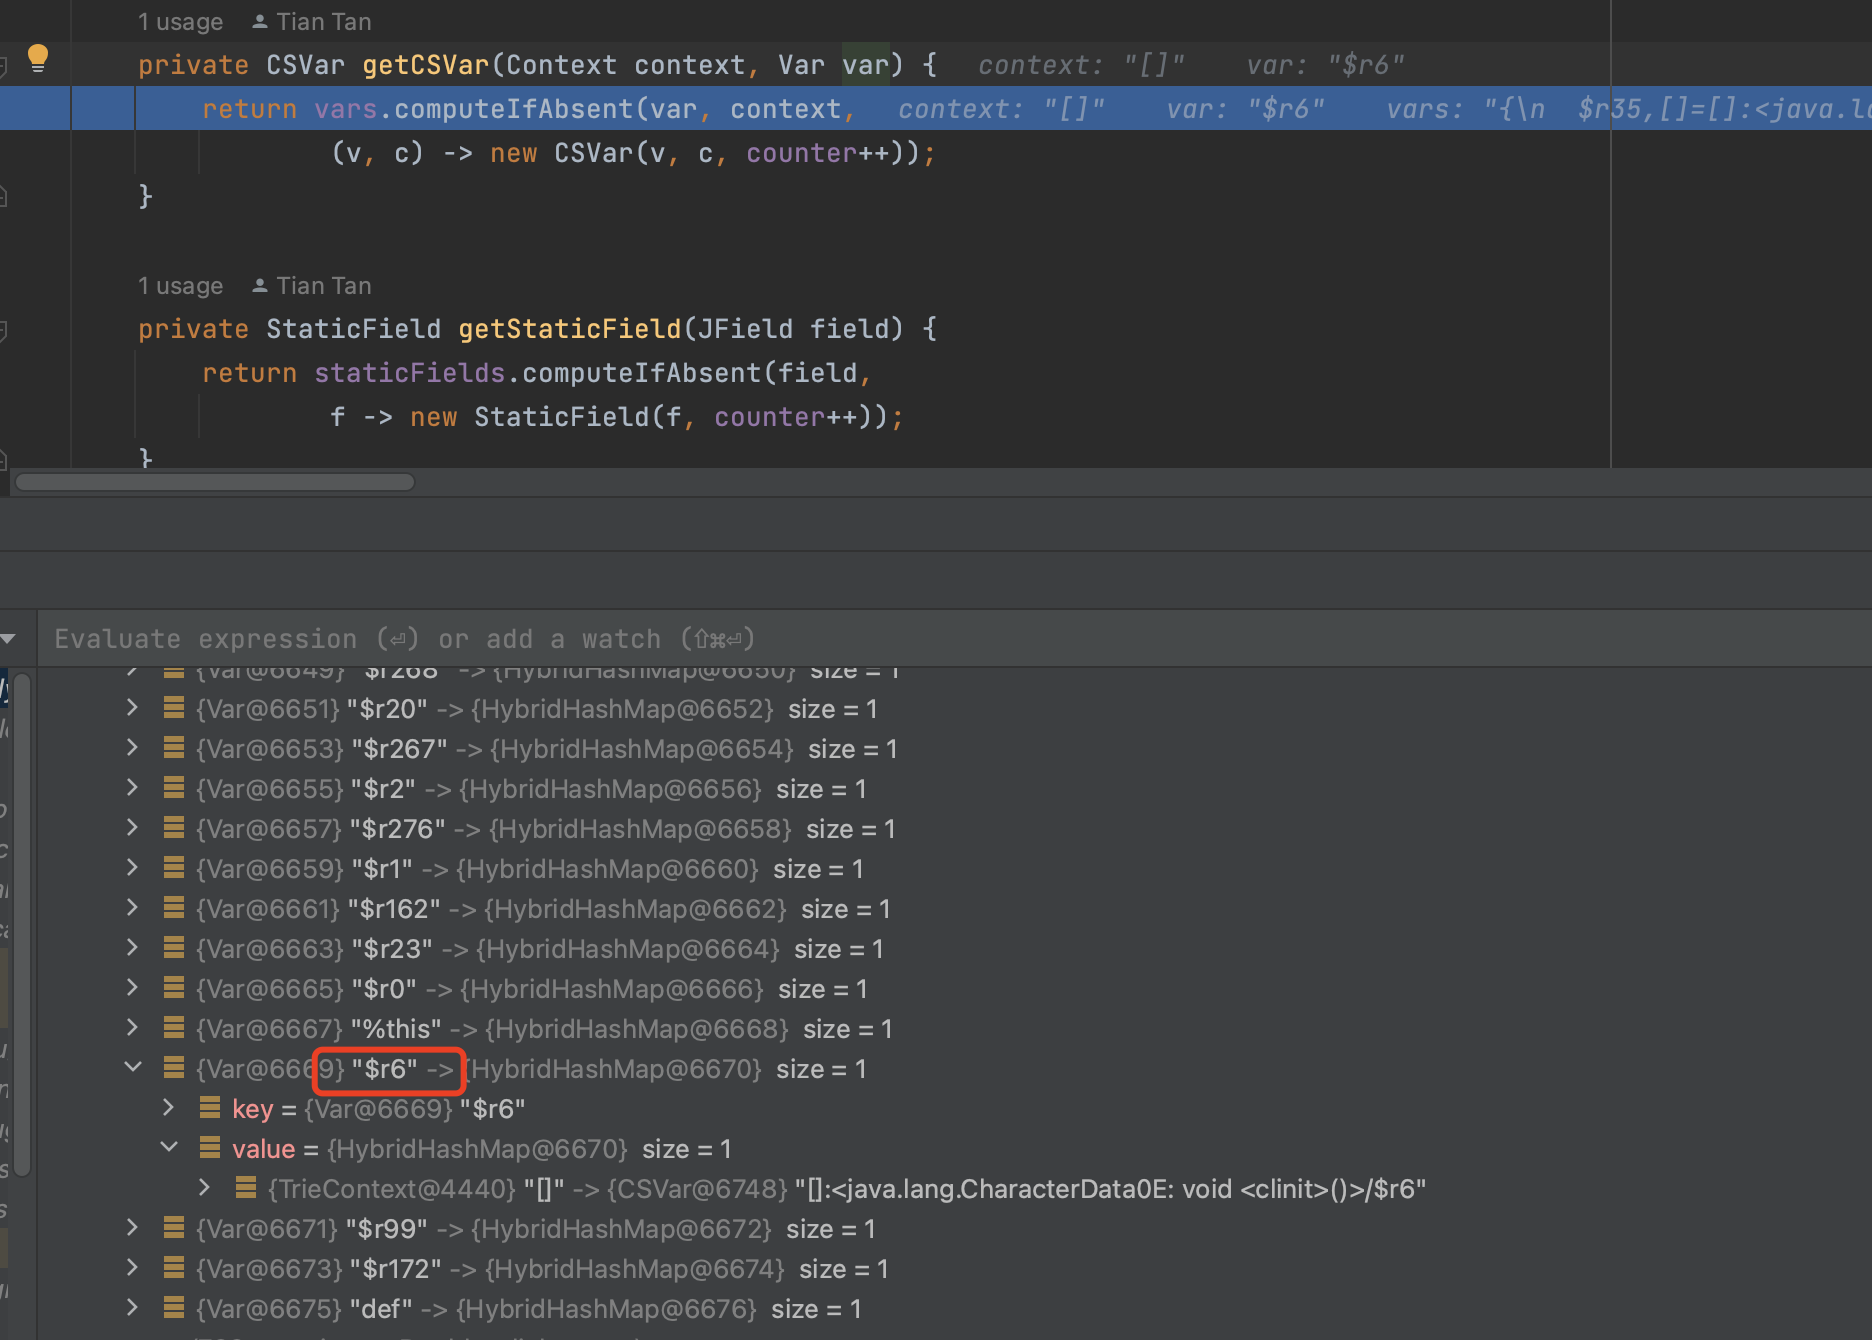 1 usage Tian Tan
private CSVar getCSVar(Context context, Var var) { context: "[]" var: "$r6"
return vars.computeIfAbsent(var, context, context: "[]" var: "$r6" vars: "{\n $r35,[]=[]:<java.la
(v, c) -> new CSVar(v, c, counter++));
}
1 usage Tian Tan
private StaticField getStaticField(JField field) {
return staticFields.computeIfAbsent(field,
f -> new StaticField(f, counter++));
}
Evaluate expression (⏎) or add a watch (⇧⌘⏎)
{Var@6649} "$r268" -> {HybridHashMap@6650} size = 1
{Var@6651} "$r20" -> {HybridHashMap@6652} size = 1
{Var@6653} "$r267" -> {HybridHashMap@6654} size = 1
{Var@6655} "$r2" -> {HybridHashMap@6656} size = 1
{Var@6657} "$r276" -> {HybridHashMap@6658} size = 1
{Var@6659} "$r1" -> {HybridHashMap@6660} size = 1
{Var@6661} "$r162" -> {HybridHashMap@6662} size = 1
{Var@6663} "$r23" -> {HybridHashMap@6664} size = 1
{Var@6665} "$r0" -> {HybridHashMap@6666} size = 1
{Var@6667} "%this" -> {HybridHashMap@6668} size = 1
{Var@6669} "$r6" -> {HybridHashMap@6670} size = 1
key = {Var@6669} "$r6"
value = {HybridHashMap@6670} size = 1
{TrieContext@4440} "[]" -> {CSVar@6748} "[]:<java.lang.CharacterData0E: void <clinit>()>/$r6"
{Var@6671} "$r99" -> {HybridHashMap@6672} size = 1
{Var@6673} "$r172" -> {HybridHashMap@6674} size = 1
{Var@6675} "def" -> {HybridHashMap@6676} size = 1